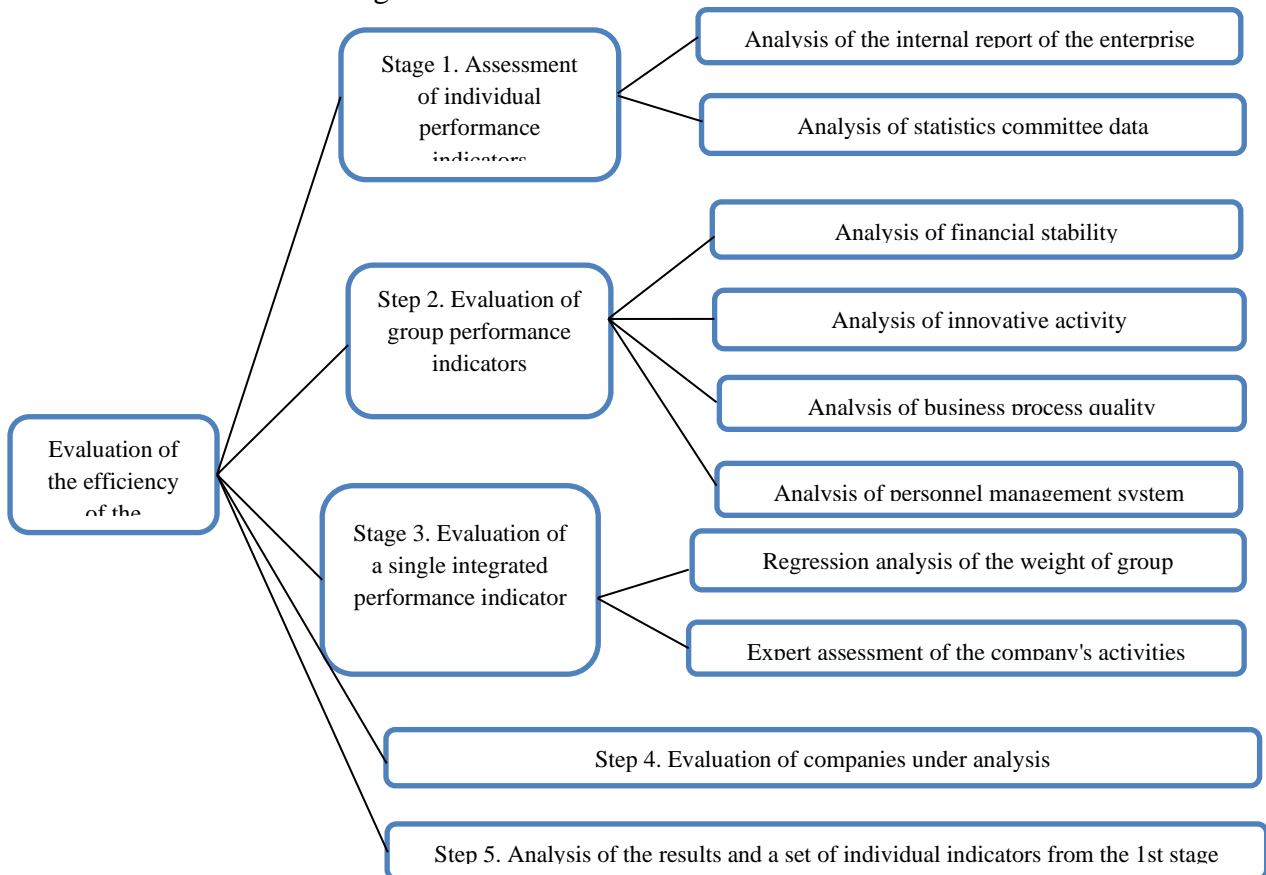 Stage 1. Assessment
of individual
performance
indicators
Analysis of the internal report of the enterprise
Analysis of statistics committee data
Step 2. Evaluation of
group performance
indicators
Analysis of financial stability
Analysis of innovative activity
Analysis of business process quality
Analysis of personnel management system
Evaluation of
the efficiency
of the
Stage 3. Evaluation of
a single integrated
performance indicator
Regression analysis of the weight of group
Expert assessment of the company's activities
Step 4. Evaluation of companies under analysis
Step 5. Analysis of the results and a set of individual indicators from the 1st stage